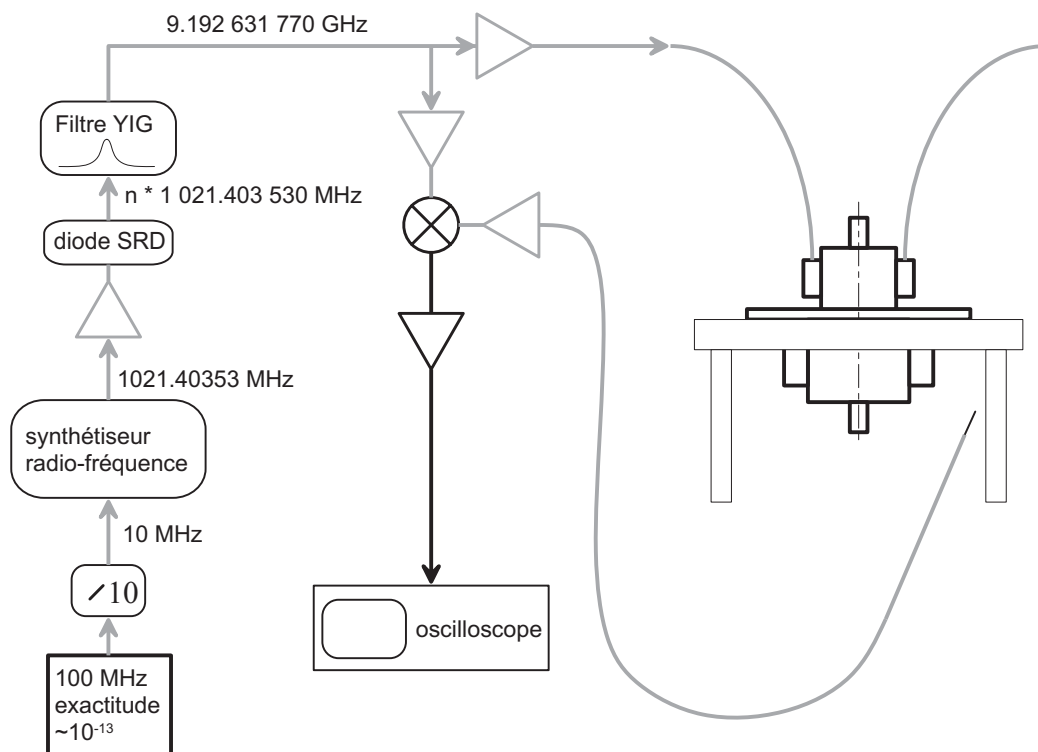 9.192 631 770 GHz
Filtre YIG
n * 1 021.403 530 MHz
diode SRD
1021.40353 MHz
synthétiseur
radio-fréquence
10 MHz
/10
oscilloscope
100 MHz
exactitude
~10⁻¹³